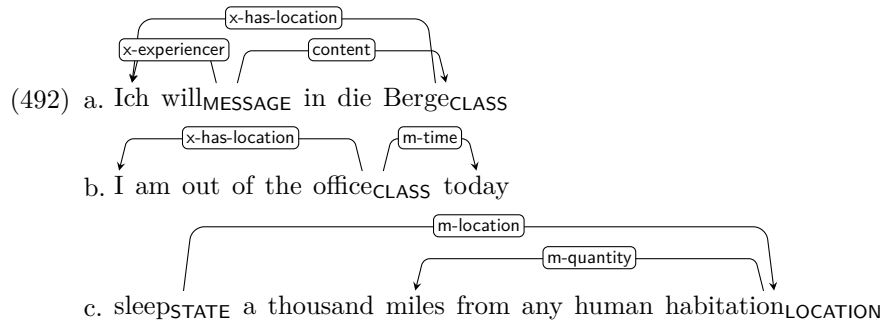 x-has-location
x-experiencer content
(492) a. Ich willMESSAGE in die BergeCLASS
x-has-location m-time
b. I am out of the officeCLASS today
m-location
m-quantity
c. sleepSTATE a thousand miles from any human habitationLOCATION